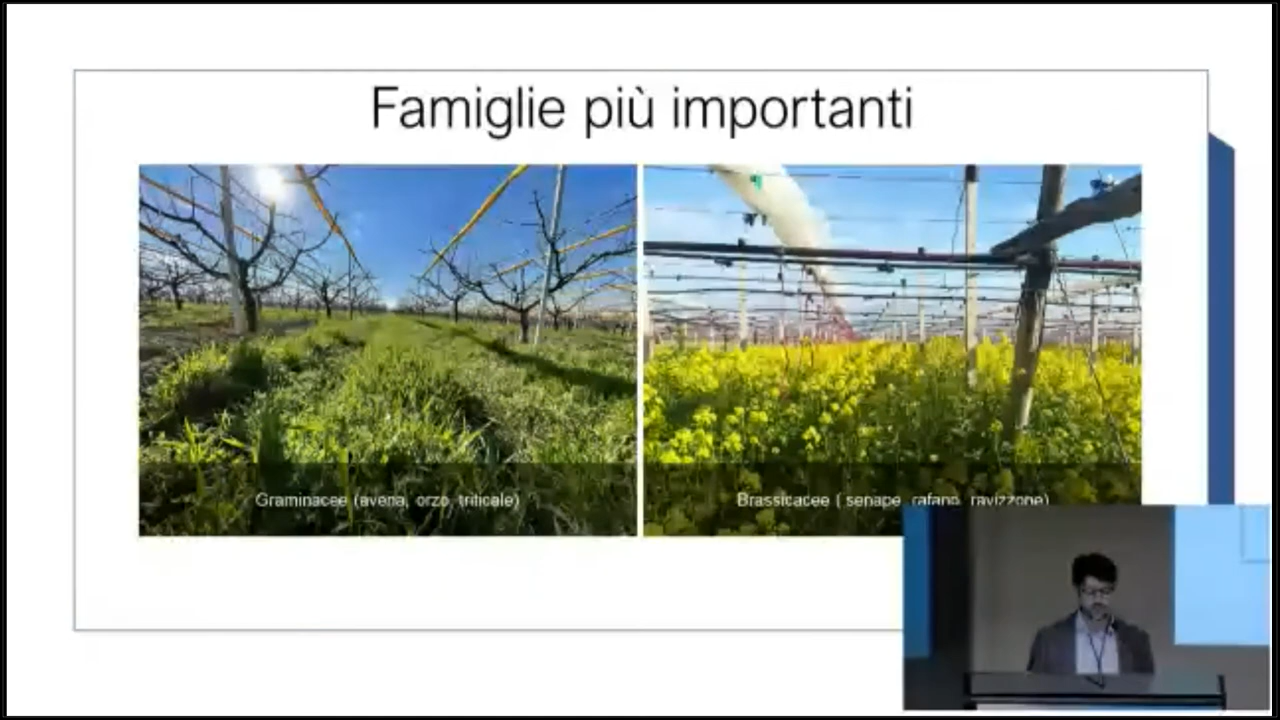 Famiglie più importanti
Graminacee (avena, orzo, triticale)
Brassicacee ( senape, rafano, ravizzone)